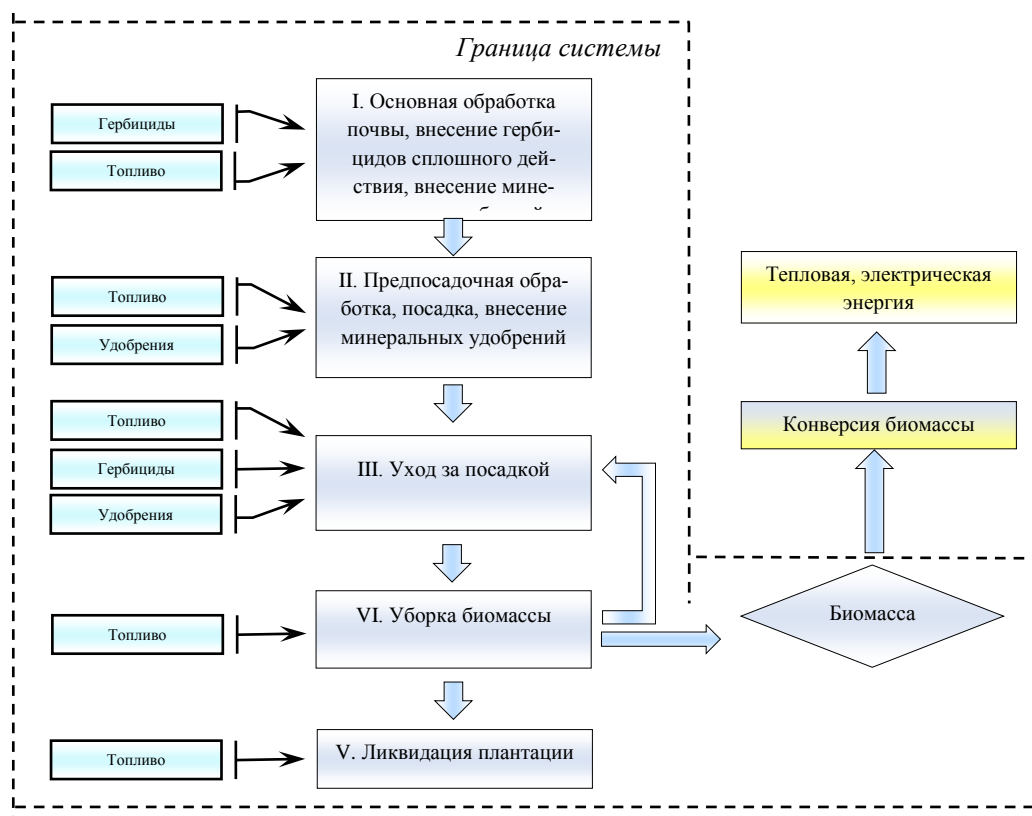 Граница системы
Гербициды
Топливо
I. Основная обработка
почвы, внесение герби-
цидов сплошного дей-
ствия, внесение мине-
Топливо
Удобрения
II. Предпосадочная обра-
ботка, посадка, внесение
минеральных удобрений
Тепловая, электрическая
энергия
Топливо
Гербициды
Удобрения
III. Уход за посадкой
Конверсия биомассы
Топливо
VI. Уборка биомассы
Биомасса
Топливо
V. Ликвидация плантации